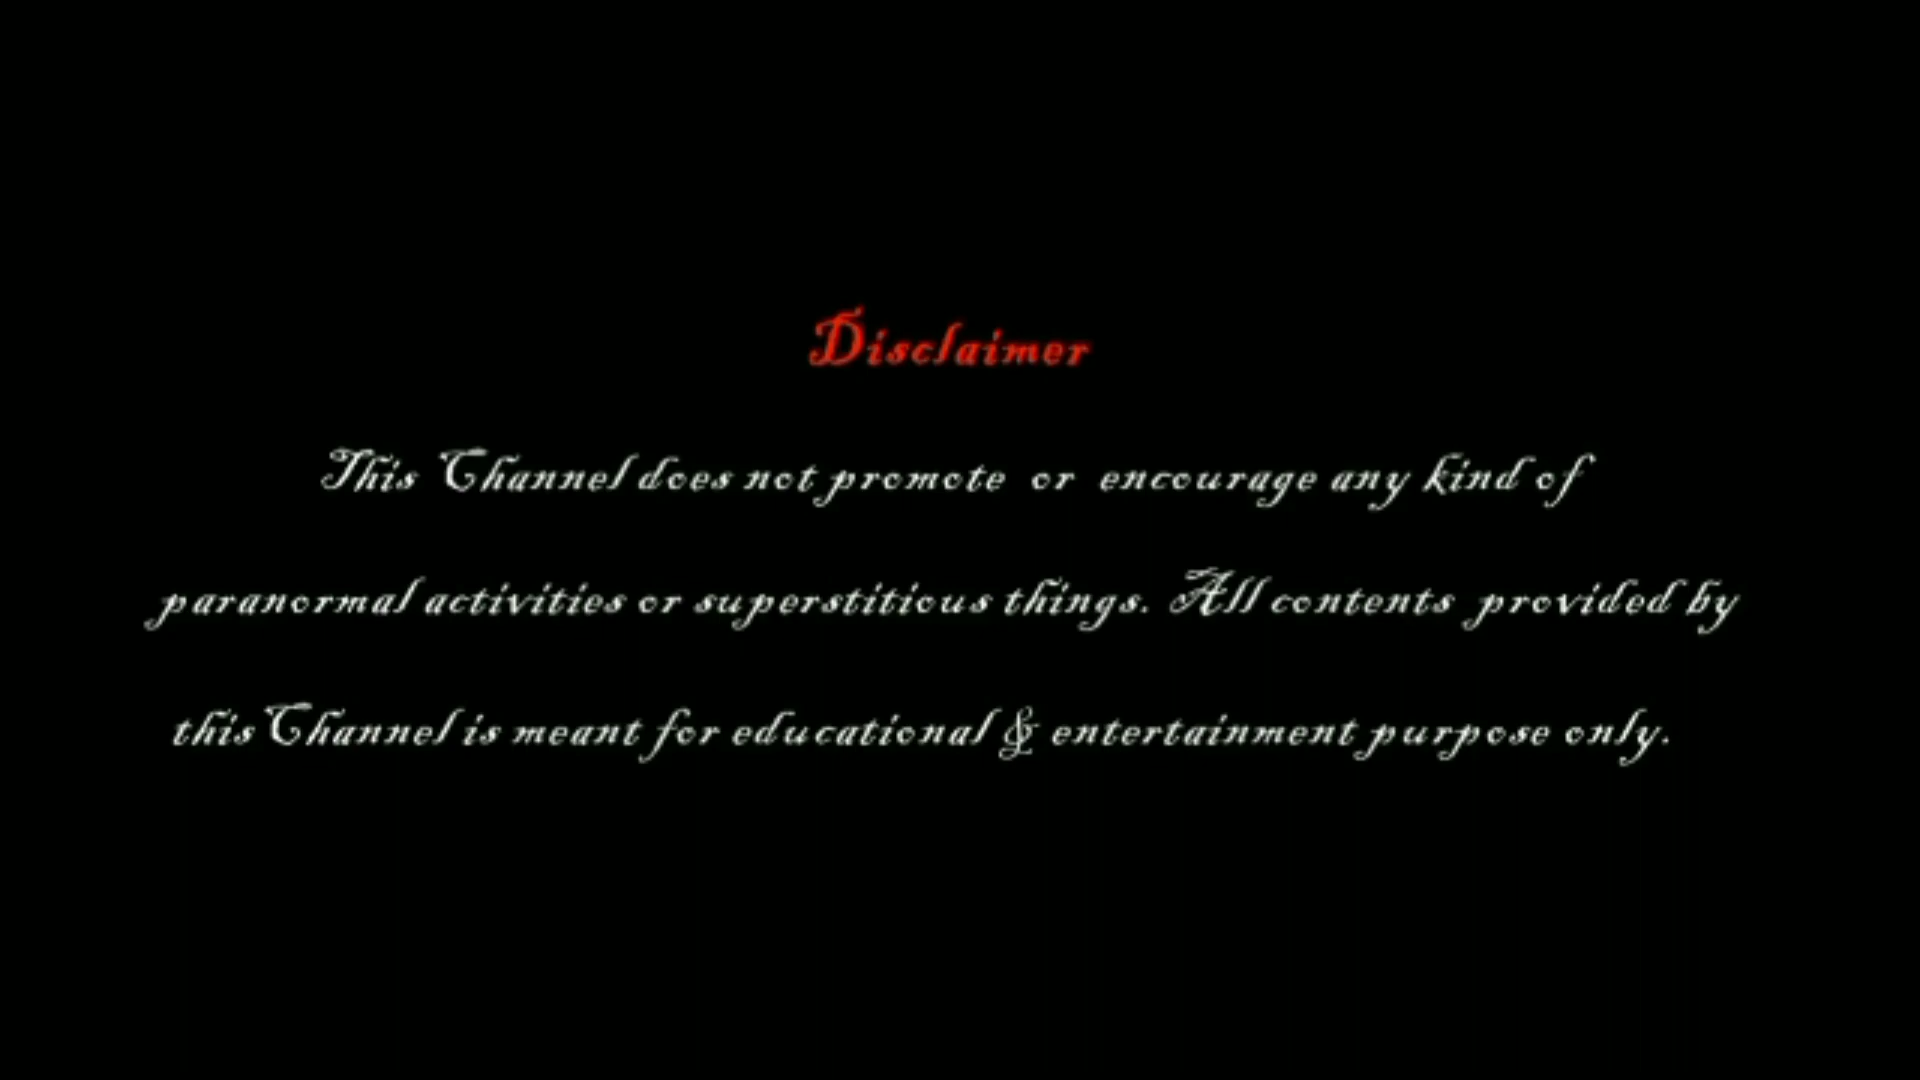 Disclaimer
This Channel does not promote or encourage any kind of
paranormal activities or superstitious things. All contents provided by
this Channel is meant for educational & entertainment purpose only.